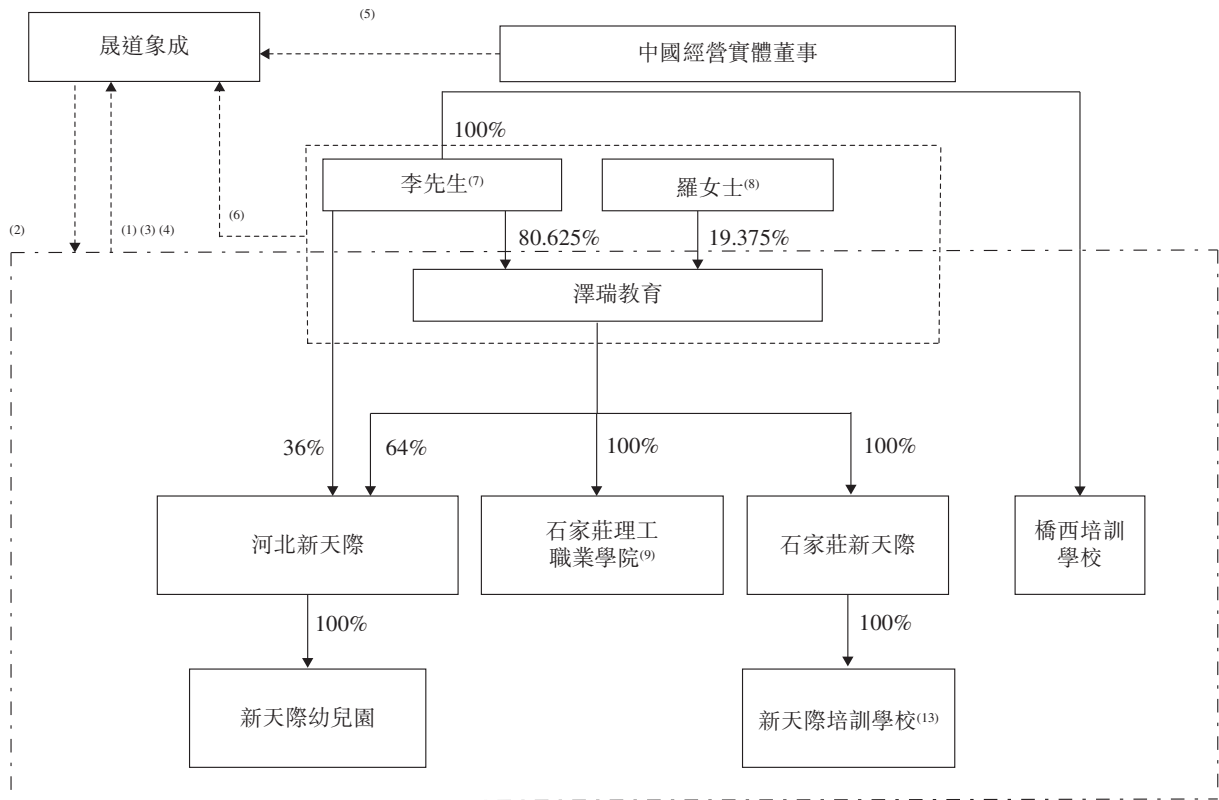 (5)
晟道象成
中國經營實體董事
100%
李先生(7)
羅女士(8)
(6)
(2)
(1) (3) (4)
80.625%
19.375%
澤瑞教育
36%
64%
100%
100%
河北新天際
石家莊理工
職業學院(9)
石家莊新天際
橋西培訓
學校
100%
100%
新天際幼兒園
新天際培訓學校(13)